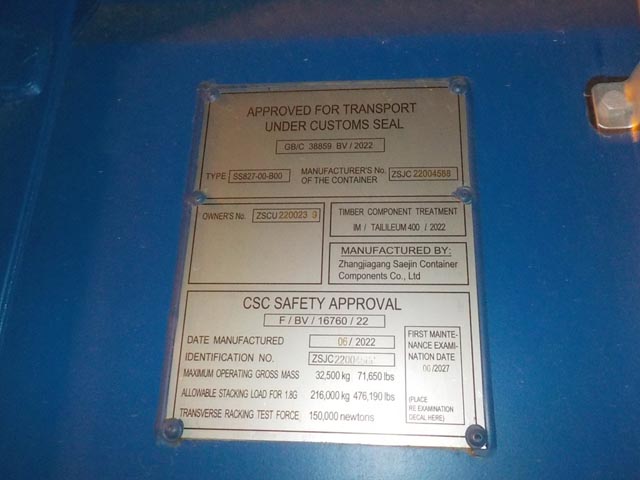 APPROVED FOR TRANSPORT
UNDER CUSTOMS SEAL
GB/C 38859 BV / 2022
TYPE SS827-00-B00 MANUFACTURER'S No. OF THE CONTAINER ZSJC 22004588
OWNER'S No. ZSCU 220023 9
TIMBER COMPONENT TREATMENT
IM / TAILILEUM 400 / 2022
MANUFACTURED BY:
Zhangjiagang Saejin Container
Components Co., Ltd
CSC SAFETY APPROVAL
F / BV / 16760 / 22
DATE MANUFACTURED 06 / 2022
IDENTIFICATION NO.
MAXIMUM OPERATING GROSS MASS 32,500 kg 71,650 lbs
ALLOWABLE STACKING LOAD FOR 1.8G 216,000 kg 476,190 lbs
TRANSVERSE RACKING TEST FORCE 150,000 newtons
FIRST MAINTE-
NANCE EXAMI-
NATION DATE
06/2027
(PLACE
RE EXAMINATION
DECAL HERE)